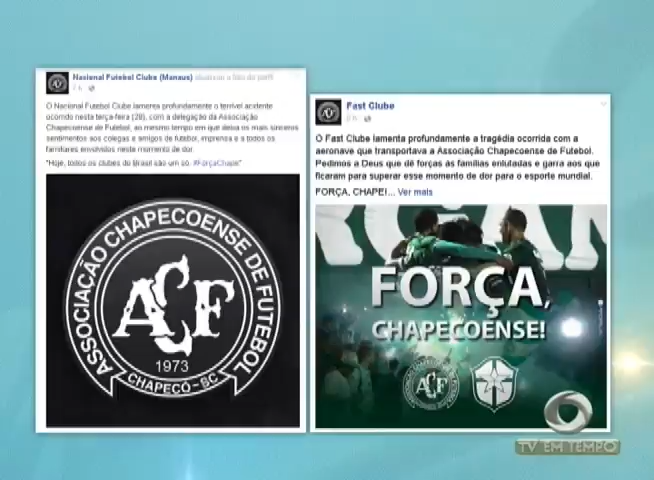 Nacional Futebol Clube (Manaus) atualizou a foto do perfil
7 h
O Nacional Futebol Clube lamenta profundamente o terrível acidente
ocorrido nesta terça-feira (29), com a delegação da Associação
Chapecoense de Futebol, ao mesmo tempo em que deixa os mais sinceros
sentimentos aos colegas e amigos de futebol, imprensa e a todos os
familiares envolvidos neste momento de dor.
"Hoje, todos os clubes do Brasil são um só. #ForçaChape"
ASSOCIAÇÃO CHAPECOENSE DE FUTEBOL
ACF
1973
CHAPECÓ-SC
Fast Clube
O Fast Clube lamenta profundamente a tragédia ocorrida com a
aeronave que transportava a Associação Chapecoense de Futebol.
Pedimos a Deus que dê forças às famílias enlutadas e garra aos que
ficaram para superar esse momento de dor para o esporte mundial.
FORÇA, CHAPE!... Ver mais
FORÇA,
CHAPECOENSE!
ACF
TV EM TEMPO